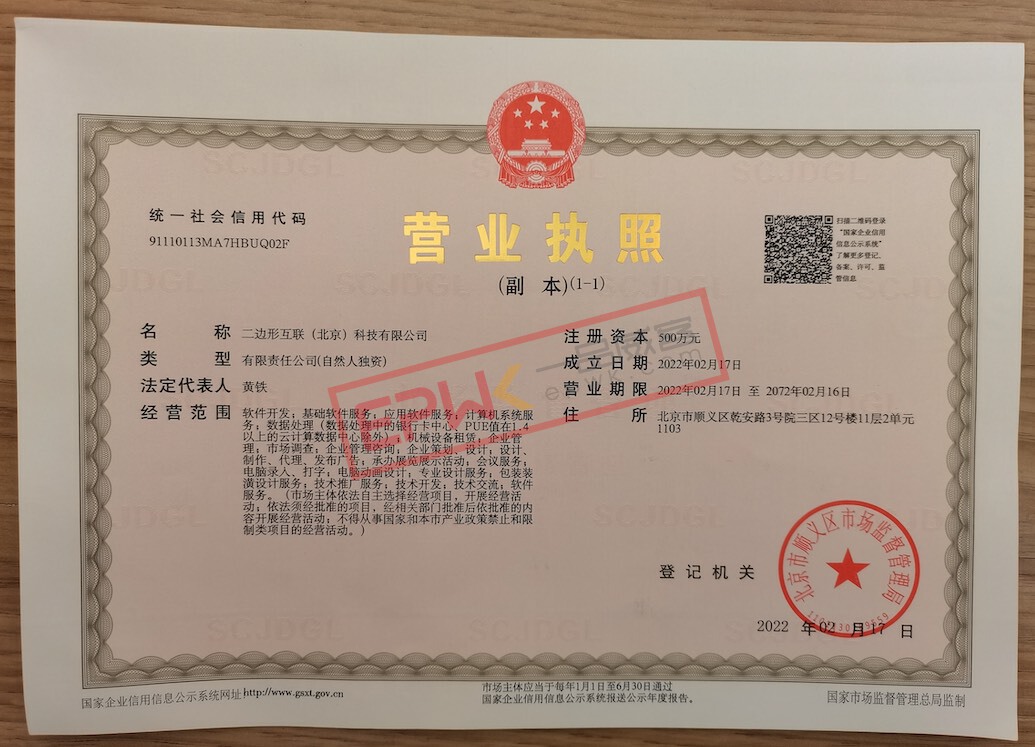 统一社会信用代码
91110113MA7HBUQ02F
营业执照
(副 本)(1-1)
扫描二维码登录
"国家企业信用
信息公示系统"
了解更多登记、
备案、许可、监
管信息
名 称 二边形互联（北京）科技有限公司
类 型 有限责任公司(自然人独资)
法定代表人 黄铁
经营范围 软件开发；基础软件服务；应用软件服务；计算机系统服
务；数据处理（数据处理中的银行卡中心、PUE值在1.4
以上的云计算数据中心除外）；机械设备租赁；企业管
理；市场调查；企业管理咨询；企业策划、设计；设计、
制作、代理、发布广告；承办展览展示活动；会议服务；
电脑录入、打字；电脑动画设计；专业设计服务；包装装
潢设计服务；技术推广服务；技术开发；技术交流；软件
服务。（市场主体依法自主选择经营项目，开展经营活
动；依法须经批准的项目，经相关部门批准后依批准的内
容开展经营活动；不得从事国家和本市产业政策禁止和限
制类项目的经营活动。）
注册资本 500万元
成立日期 2022年02月17日
营业期限 2022年02月17日 至 2072年02月16日
住 所 北京市顺义区乾安路3号院三区12号楼11层2单元
1103
EPWK 一品威客
epwk.com
登记机关
北京市顺义区市场监督管理局
2022 年 02 月 17 日
国家企业信用信息公示系统网址 http://www.gsxt.gov.cn
市场主体应当于每年1月1日至6月30日通过
国家企业信用信息公示系统报送公示年度报告。
国家市场监督管理总局监制